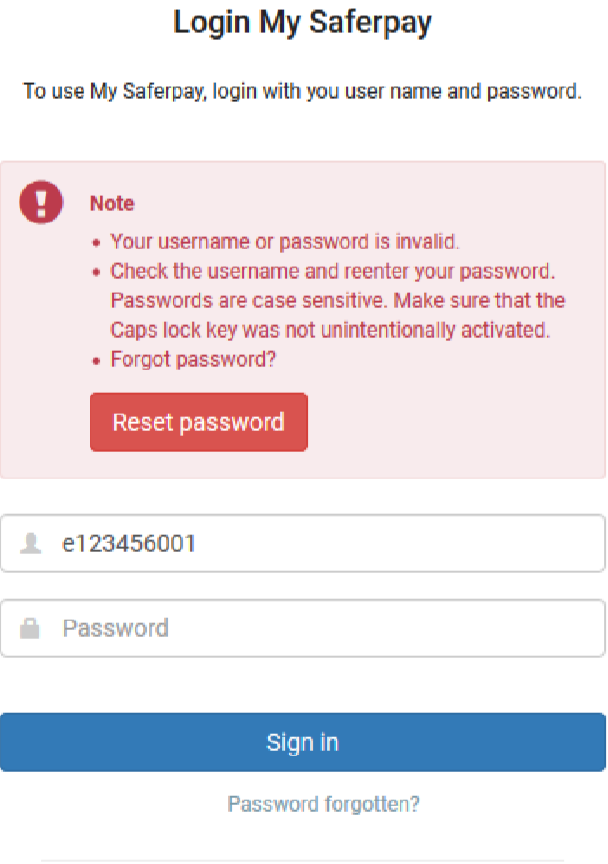 Login My Saferpay
To use My Saferpay, login with you user name and password.
Note
• Your username or password is invalid.
• Check the username and reenter your password.
Passwords are case sensitive. Make sure that the
Caps lock key was not unintentionally activated.
• Forgot password?
Reset password
e123456001
Password
Sign in
Password forgotten?